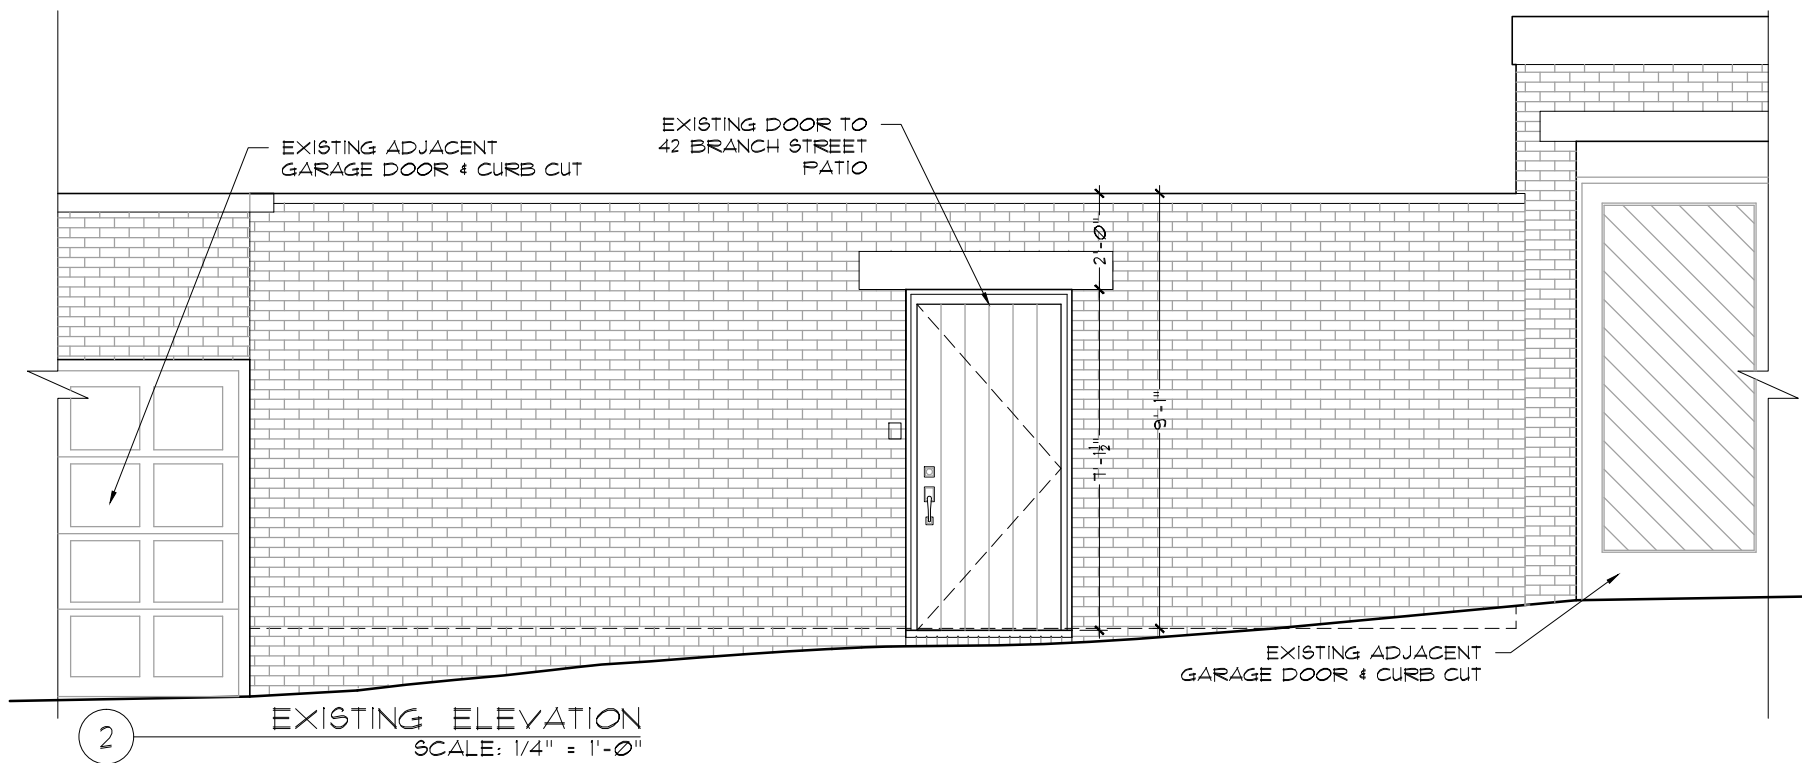 EXISTING DOOR TO
42 BRANCH STREET
PATIO
EXISTING ADJACENT
GARAGE DOOR & CURB CUT
2'-0"
9'-1"
7'-1½"
EXISTING ADJACENT
GARAGE DOOR & CURB CUT
2
EXISTING ELEVATION
SCALE: 1/4" = 1'-0"